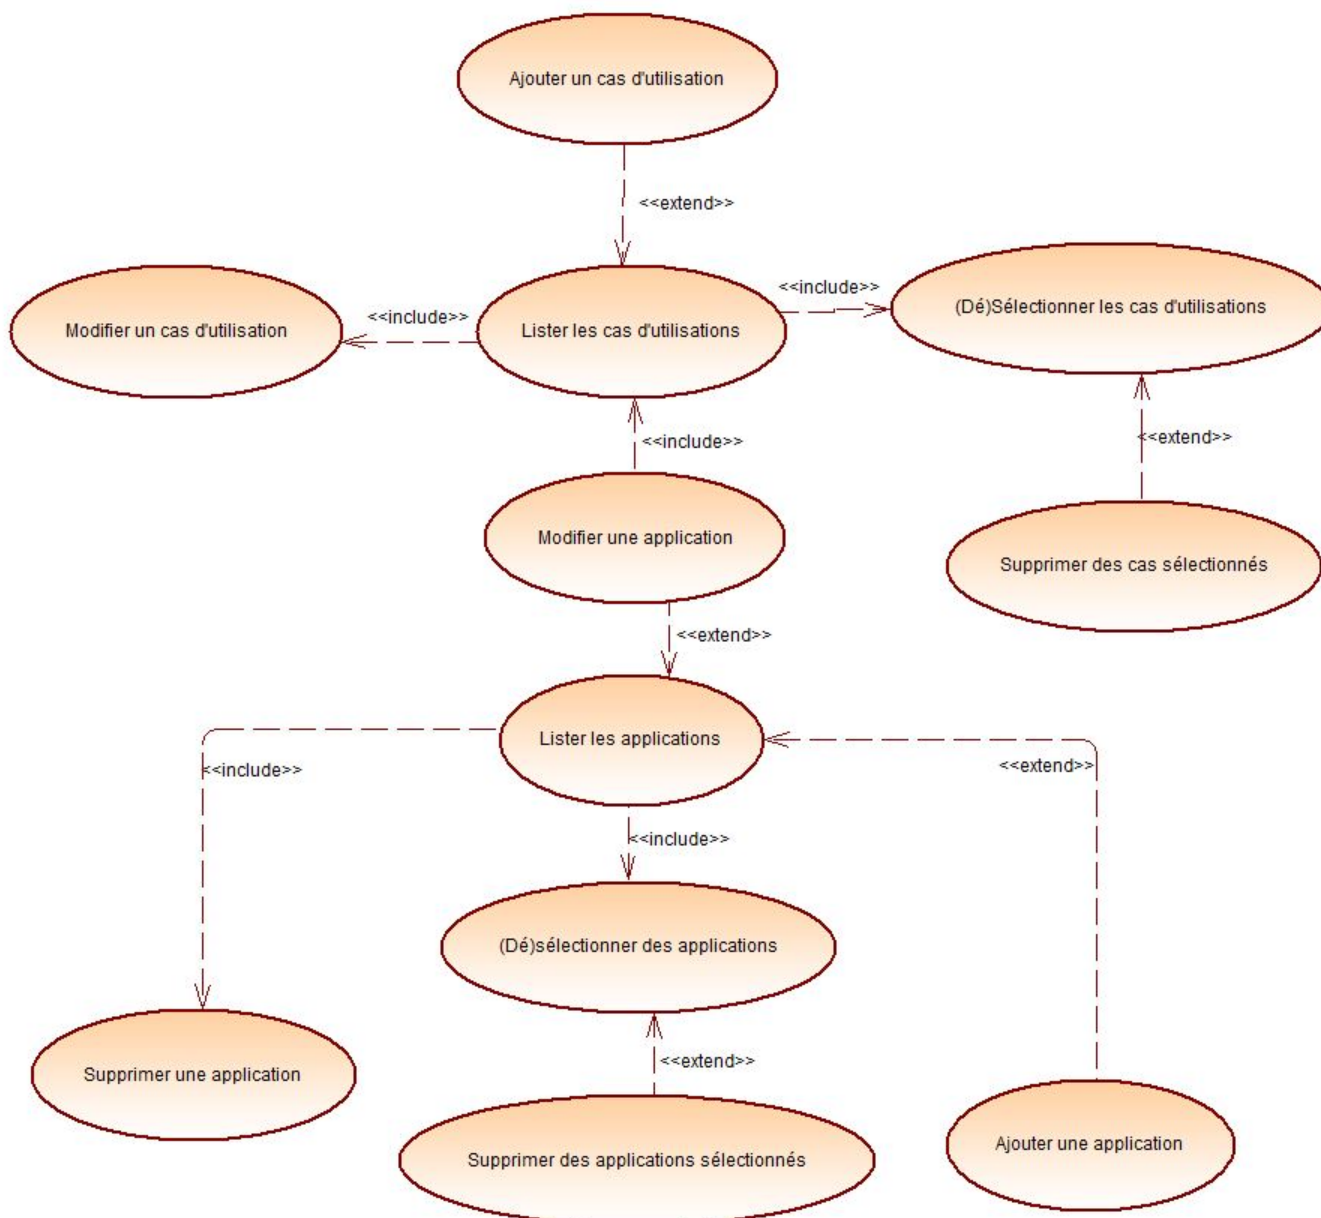 Ajouter un cas d'utilisation
<<extend>>
<<include>>
(Dé)Sélectionner les cas d'utilisations
<<include>>
Modifier un cas d'utilisation
Lister les cas d'utilisations
<<include>>
<<extend>>
Modifier une application
Supprimer des cas sélectionnés
<<extend>>
Lister les applications
<<include>>
<<extend>>
<<include>>
(Dé)sélectionner des applications
<<extend>>
Supprimer une application
Ajouter une application
Supprimer des applications sélectionnés